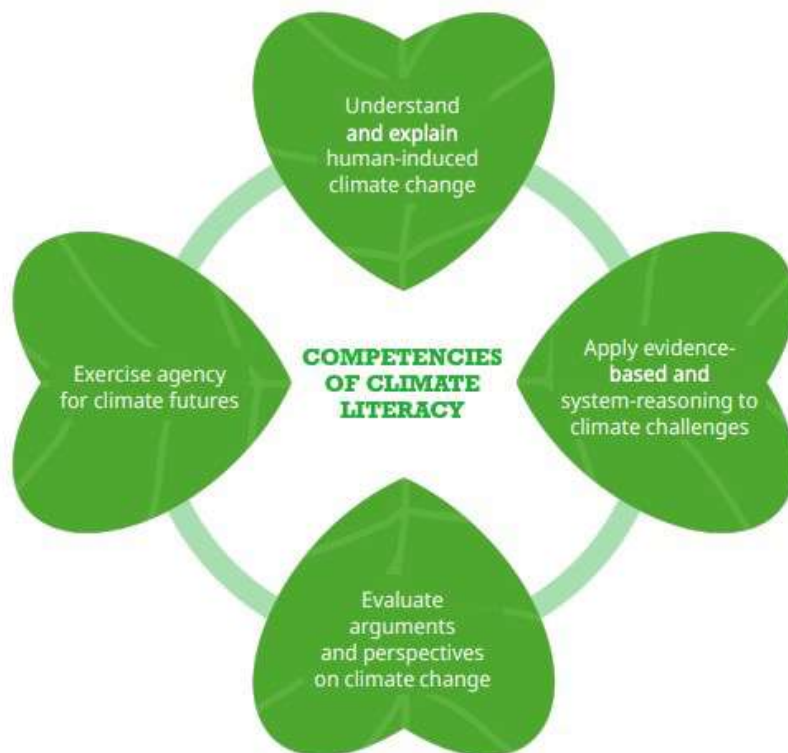 Understand
and explain
human-induced
climate change
Exercise agency
for climate futures
COMPETENCIES
OF CLIMATE
LITERACY
Apply evidence-
based and
system-reasoning to
climate challenges
Evaluate
arguments
and perspectives
on climate change